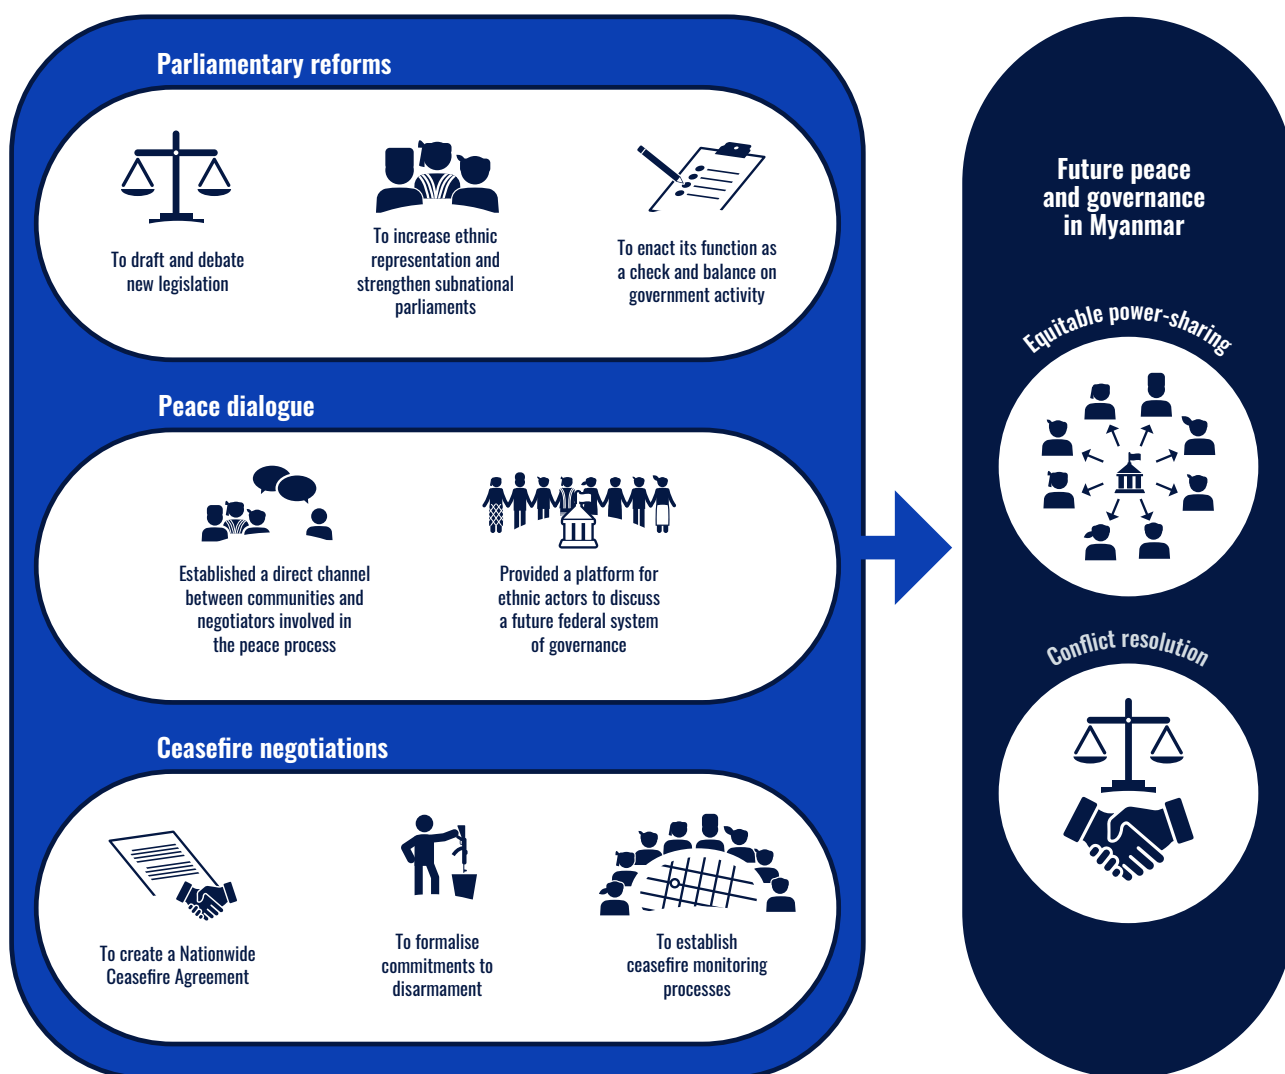 Parliamentary reforms
To draft and debate
new legislation
To increase ethnic
representation and
strengthen subnational
parliaments
To enact its function as
a check and balance on
government activity
Peace dialogue
Established a direct channel
between communities and
negotiators involved in
the peace process
Provided a platform for
ethnic actors to discuss
a future federal system
of governance
Ceasefire negotiations
To create a Nationwide
Ceasefire Agreement
To formalise
commitments to
disarmament
To establish
ceasefire monitoring
processes
Future peace
and governance
in Myanmar
Equitable power-sharing
Conflict resolution